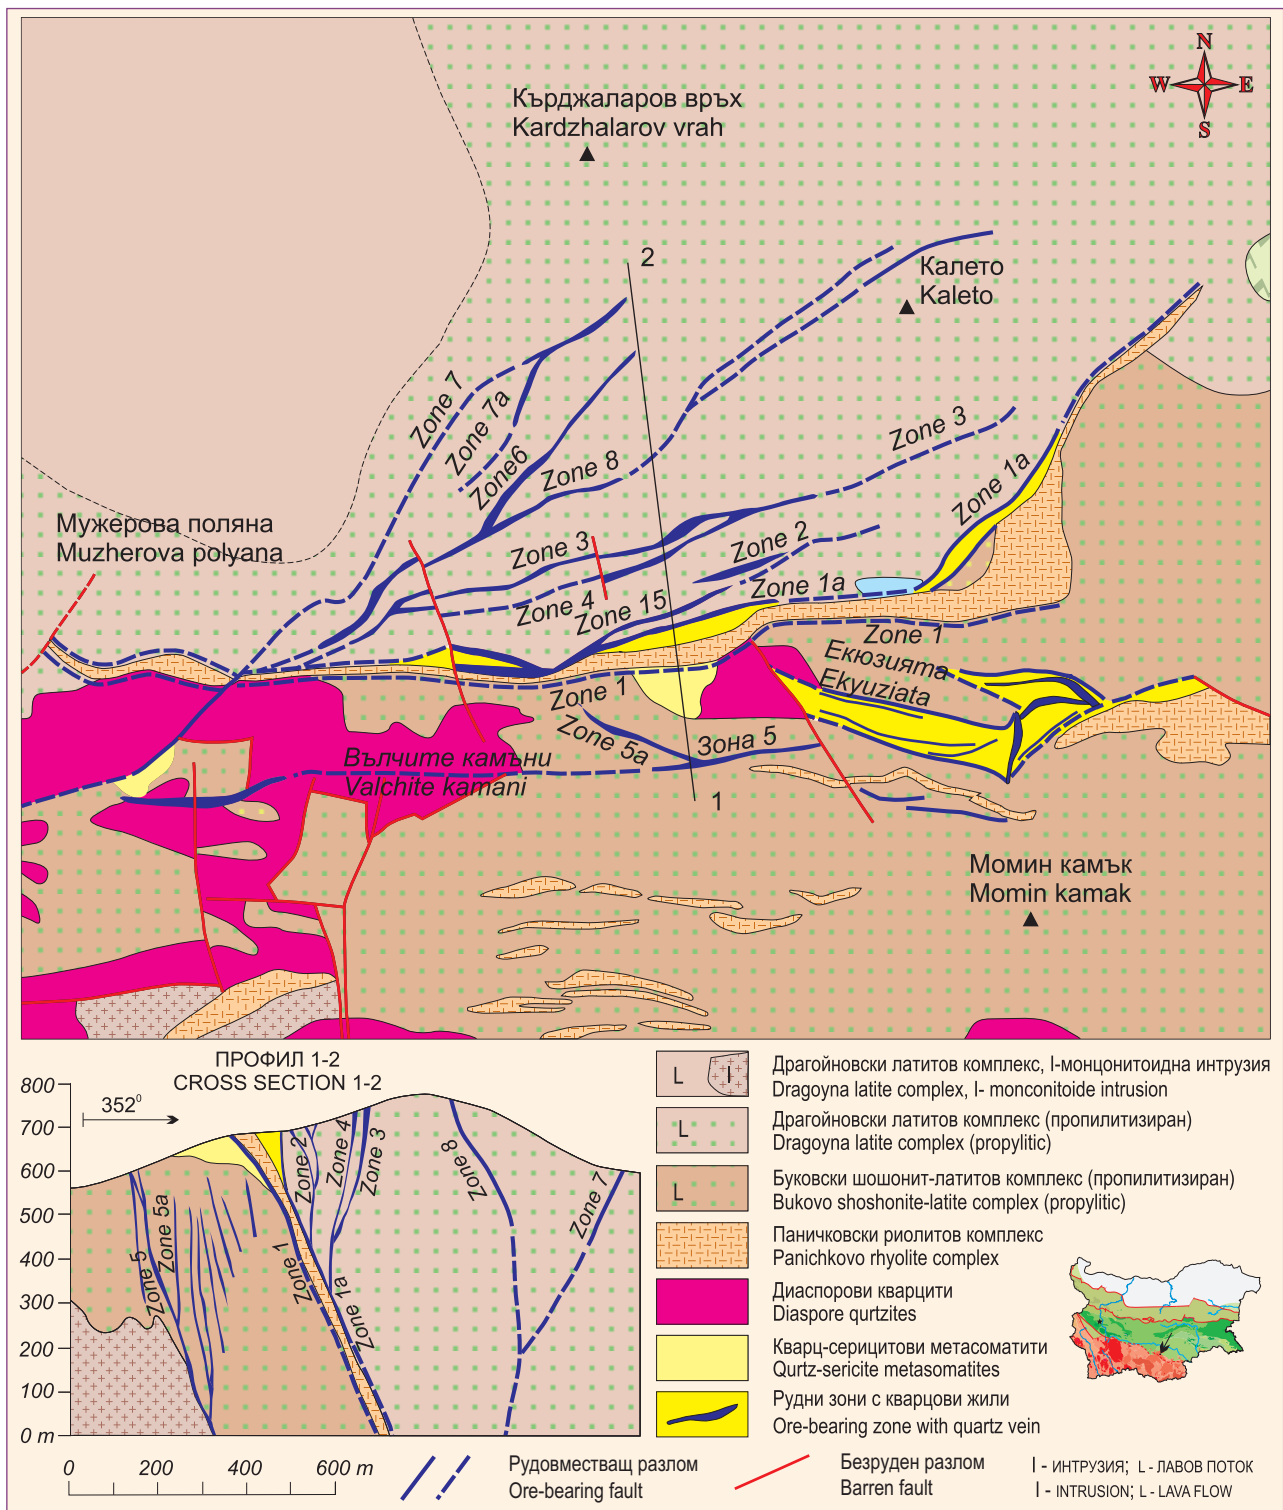 N
W
E
S
Кърджаларов връх
Kardzhalarov vrah
2
Калето
Kaleto
Zone 7
Zone 7a
Zone6
Zone 8
Zone 3
Zone 1a
Мужерова поляна
Muzherova polyana
Zone 3
Zone 2
Zone 4
Zone 15
Zone 1a
Zone 1
Екюзията
Ekyuziata
Zone 1
Zone 5a
Зона 5
Вълчите камъни
Valchite kamani
1
Момин камък
Momin kamak
ПРОФИЛ 1-2
CROSS SECTION 1-2
352⁰
800
700
600
500
400
300
200
100
0 m
Zone 5
Zone 5a
Zone 1
Zone 1a
Zone 2
Zone 4
Zone 3
Zone 8
Zone 7
0 200 400 600 m
L I
Драгойновски латитов комплекс, I-монцонитоидна интрузия
Dragoyna latite complex, I- monconitoide intrusion
L
Драгойновски латитов комплекс (пропилитизиран)
Dragoyna latite complex (propylitic)
L
Буковски шошонит-латитов комплекс (пропилитизиран)
Bukovo shoshonite-latite complex (propylitic)
Паничковски риолитов комплекс
Panichkovo rhyolite complex
Диаспорови кварцити
Diaspore qurtzites
Кварц-серицитови метасоматити
Qurtz-sericite metasomatites
Рудни зони с кварцови жили
Ore-bearing zone with quartz vein
Рудовместващ разлом
Ore-bearing fault
Безруден разлом
Barren fault
I - ИНТРУЗИЯ; L - ЛАВОВ ПОТОК
I - INTRUSION; L - LAVA FLOW